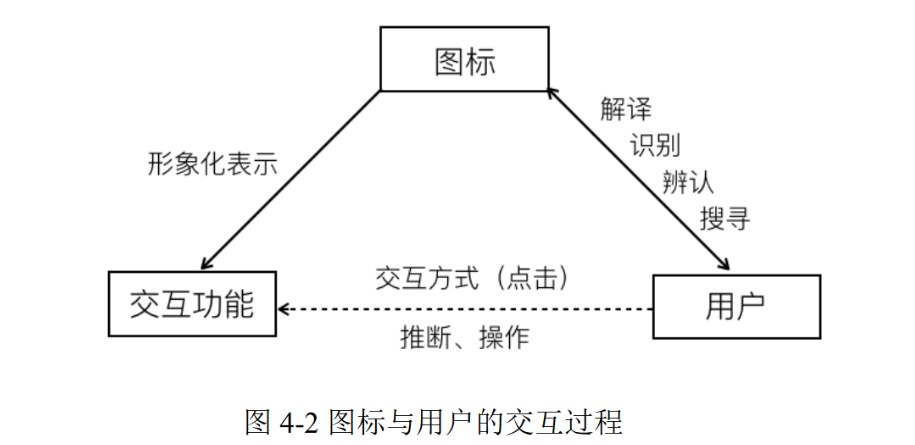 图标
解译
识别
辨认
搜寻
形象化表示
交互功能
交互方式（点击）
推断、操作
用户
图 4-2 图标与用户的交互过程